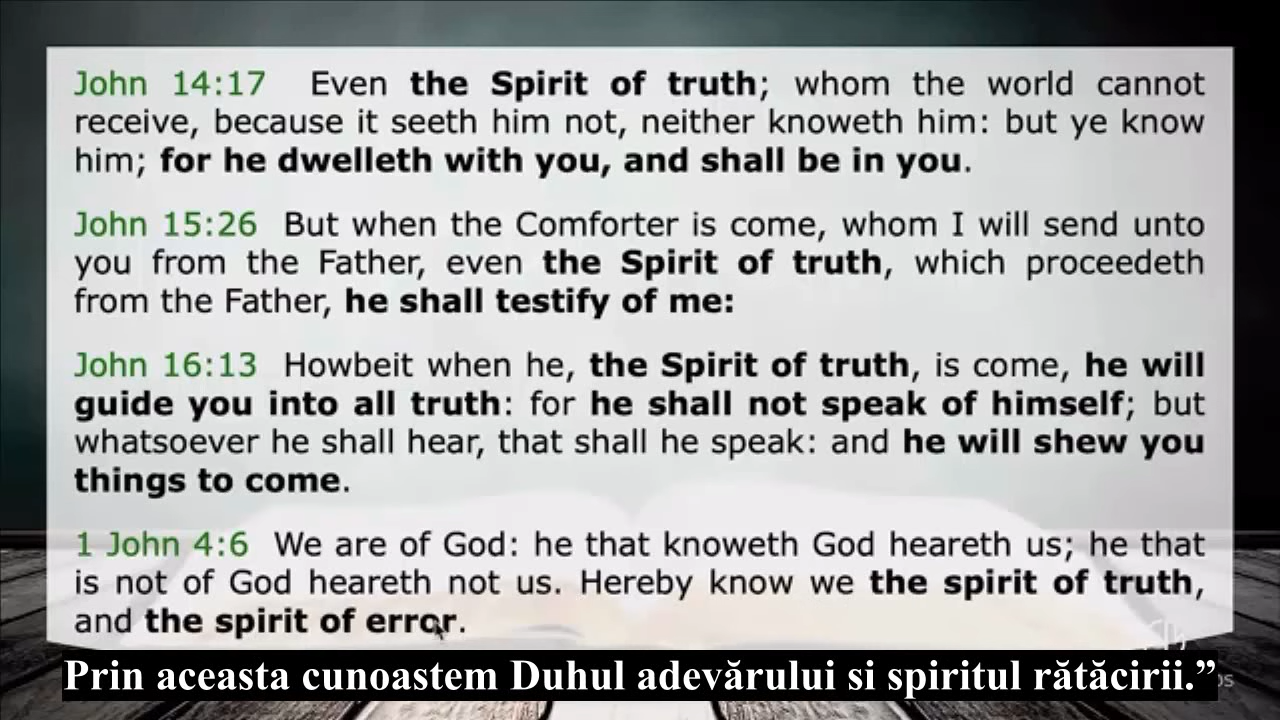 John 14:17 Even the Spirit of truth; whom the world cannot
receive, because it seeth him not, neither knoweth him: but ye know
him; for he dwelleth with you, and shall be in you.
John 15:26 But when the Comforter is come, whom I will send unto
you from the Father, even the Spirit of truth, which proceedeth
from the Father, he shall testify of me:
John 16:13 Howbeit when he, the Spirit of truth, is come, he will
guide you into all truth: for he shall not speak of himself; but
whatsoever he shall hear, that shall he speak: and he will shew you
things to come.
1 John 4:6 We are of God: he that knoweth God heareth us; he that
is not of God heareth not us. Hereby know we the spirit of truth,
and the spirit of error.
Prin aceasta cunoastem Duhul adevărului si spiritul rătăcirii.”